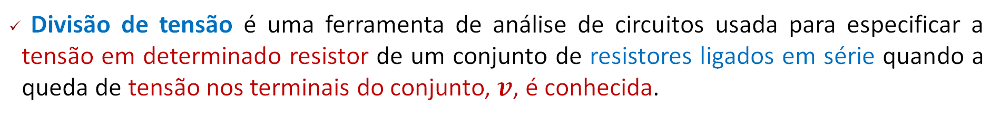 ✓ Divisão de tensão é uma ferramenta de análise de circuitos usada para especificar a
tensão em determinado resistor de um conjunto de resistores ligados em série quando a
queda de tensão nos terminais do conjunto, v, é conhecida.